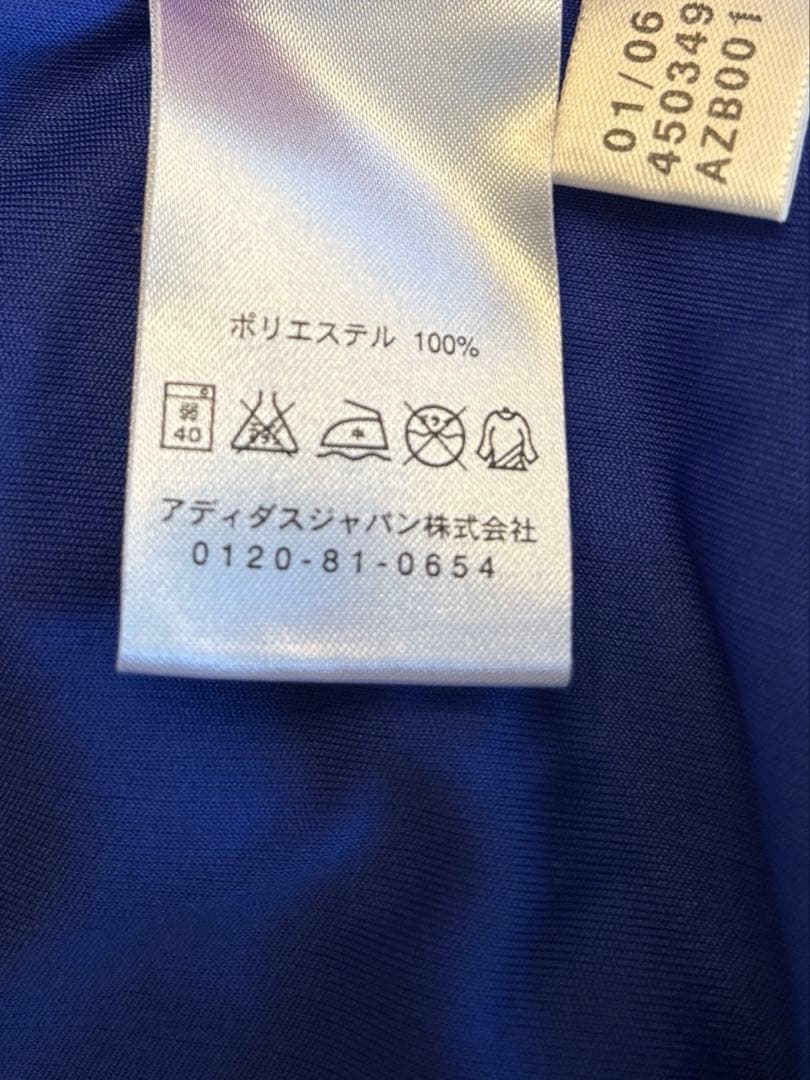 01/06
450349
AZB001
ポリエステル 100%
40
中
アディダスジャパン株式会社
0120-81-0654